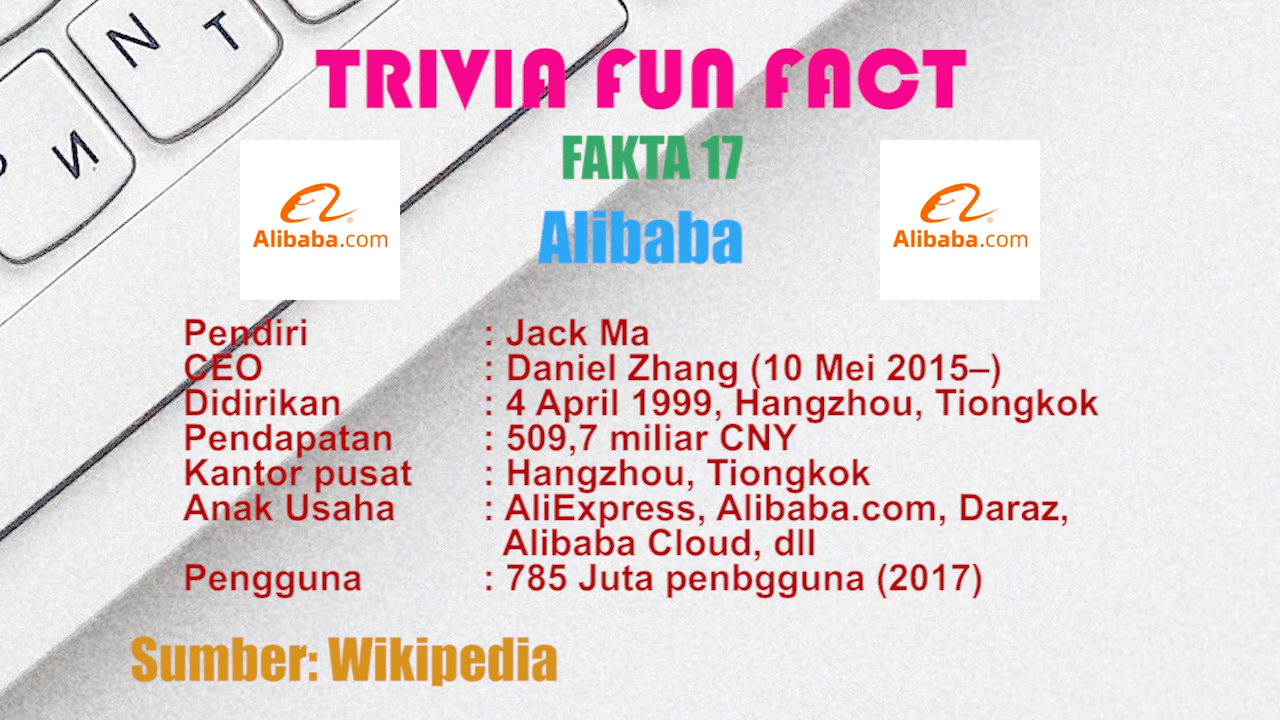 N T
И
TRIVIA FUN FACT
FAKTA 17
Alibaba.com
Alibaba
Alibaba.com
Pendiri : Jack Ma
CEO : Daniel Zhang (10 Mei 2015–)
Didirikan : 4 April 1999, Hangzhou, Tiongkok
Pendapatan : 509,7 miliar CNY
Kantor pusat : Hangzhou, Tiongkok
Anak Usaha : AliExpress, Alibaba.com, Daraz,
Alibaba Cloud, dll
Pengguna : 785 Juta penbgguna (2017)
Sumber: Wikipedia